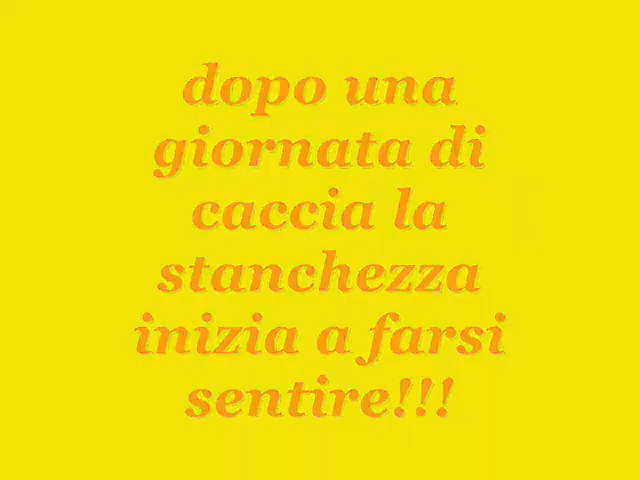 dopo una
giornata di
caccia la
stanchezza
inizia a farsi
sentire!!!